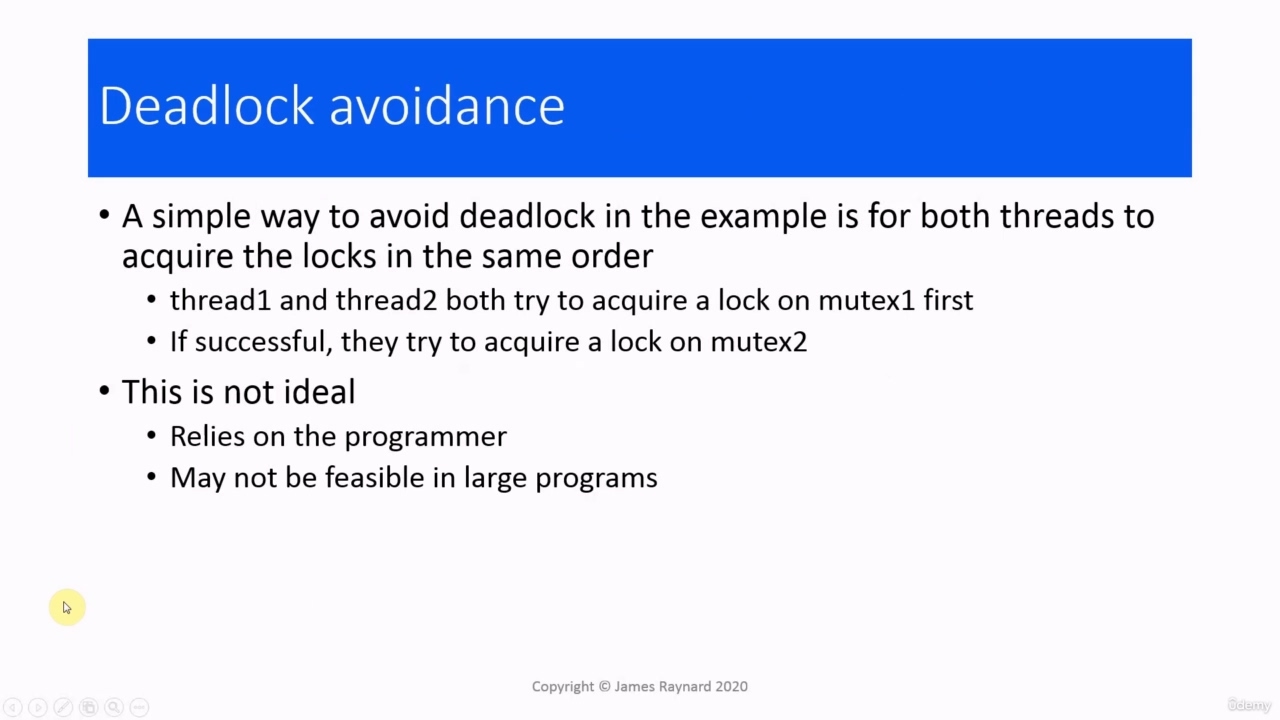 Deadlock avoidance
• A simple way to avoid deadlock in the example is for both threads to
acquire the locks in the same order
• thread1 and thread2 both try to acquire a lock on mutex1 first
• If successful, they try to acquire a lock on mutex2
• This is not ideal
• Relies on the programmer
• May not be feasible in large programs
Copyright © James Raynard 2020
ûdemy